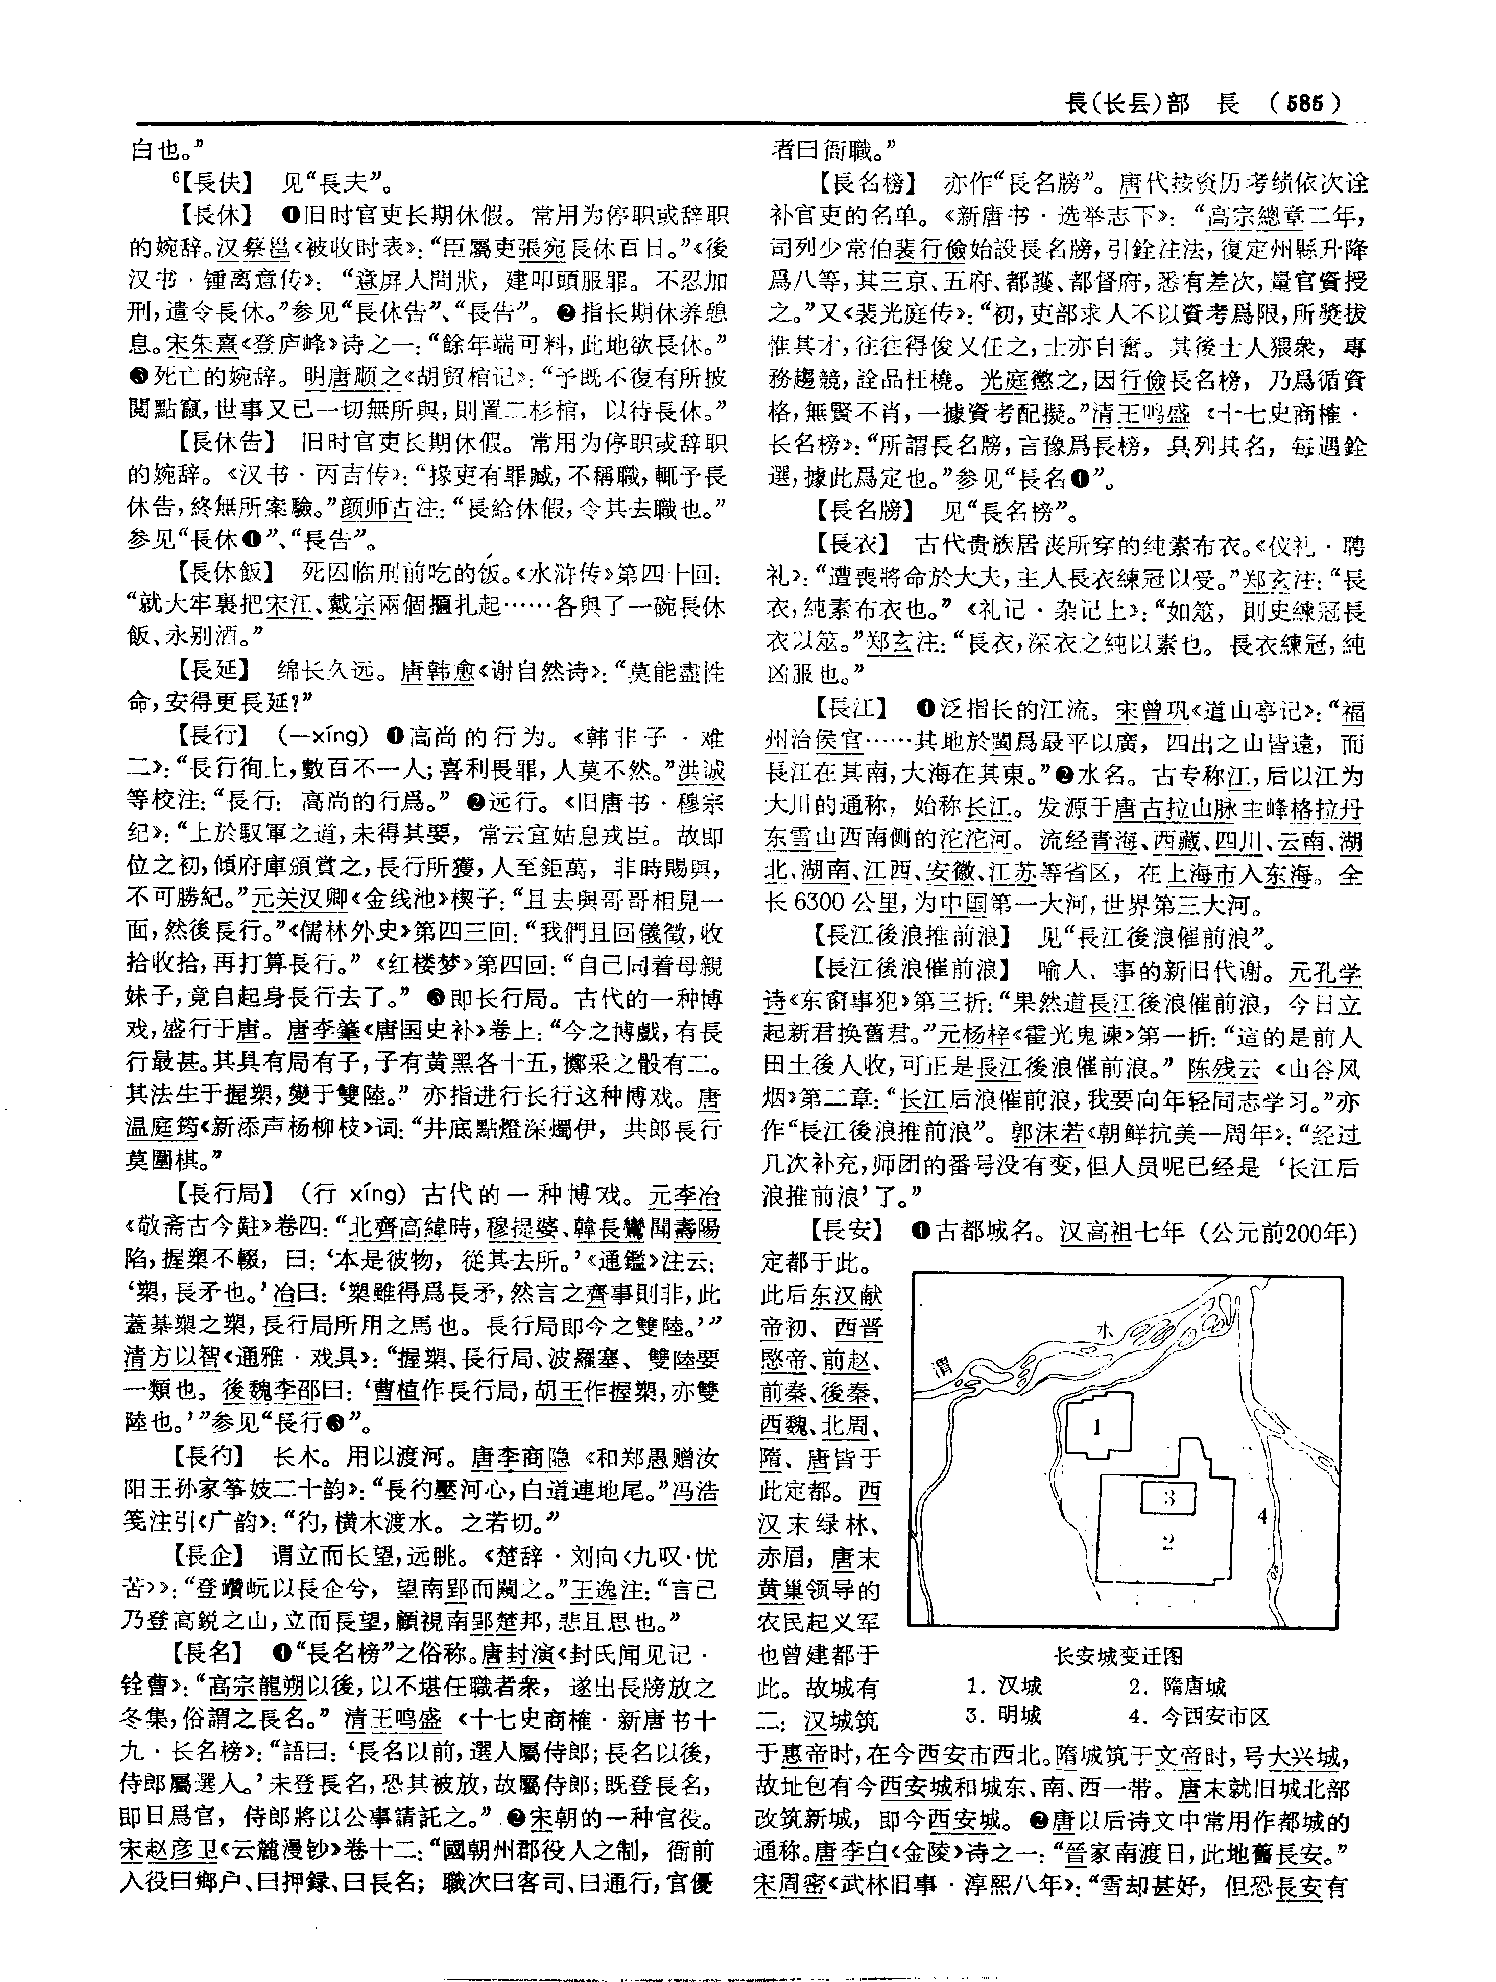 長(长镸)部　長　(585)
白也。”
⁶【長伕】　见“長夫”。
【長休】　❶旧时官吏长期休假。常用为停职或辞职
的婉辞。汉蔡邕《被收时表》：“臣屬吏張宛長休百日。”《後
汉书·锺离意传》：“意屏人問狀，建叩頭服罪。不忍加
刑，遣令長休。”参见“長休告”、“長告”。❷指长期休养憩
息。宋朱熹《登庐峰》诗之一：“餘年端可料，此地欲長休。”
❸死亡的婉辞。明唐顺之《胡贸棺记》：“予既不復有所披
閲點竄，世事又已一切無所與，則置二杉棺，以待長休。”
【長休告】　旧时官吏长期休假。常用为停职或辞职
的婉辞。《汉书·丙吉传》：“掾吏有罪臧，不稱職，輒予長
休告，終無所案驗。”颜师古注：“長給休假，令其去職也。”
参见“長休❶”、“長告”。
【長休飯】　死囚临刑前吃的饭。《水浒传》第四十回：
“就大牢裏把宋江、戴宗兩個攧扎起……各與了一碗長休
飯、永别酒。”
【長延】　绵长久远。唐韩愈《谢自然诗》：“莫能盡性
命，安得更長延？”
【長行】　(—xíng)　❶高尚的行为。《韩非子·难
二》：“長行徇上，數百不一人；喜利畏罪，人莫不然。”洪诚
等校注：“長行：高尚的行爲。”❷远行。《旧唐书·穆宗
纪》：“上於馭軍之道，未得其要，常云宜姑息戎臣。故即
位之初，傾府庫頒賞之，長行所獲，人至鉅萬，非時賜與，
不可勝紀。”元关汉卿《金线池》楔子：“且去與哥哥相見一
面，然後長行。”《儒林外史》第四三回：“我們且回儀徵，收
拾收拾，再打算長行。”《红楼梦》第四回：“自己同着母親
妹子，竟自起身長行去了。”❸即长行局。古代的一种博
戏，盛行于唐。唐李肇《唐国史补》卷上：“今之博戲，有長
行最甚。其具有局有子，子有黄黑各十五，擲采之骰有二。
其法生于握槊，變于雙陸。”亦指进行长行这种博戏。唐
温庭筠《新添声杨柳枝》词：“井底點燈深燭伊，共郎長行
莫圍棋。”
【長行局】　(行 xíng)　古代的一种博戏。元李冶
《敬斋古今黈》卷四：“北齊高緯時，穆提婆、韓長鸞聞壽陽
陷，握槊不輟，曰：‘本是彼物，從其去所。’《通鑑》注云：
‘槊，長矛也。’冶曰：‘槊雖得爲長矛，然言之齊事則非，此
蓋棊槊之槊，長行局所用之馬也。長行局即今之雙陸。’”
清方以智《通雅·戏具》：“握槊、長行局、波羅塞、雙陸要
一類也。後魏李邵曰：‘曹植作長行局，胡王作握槊，亦雙
陸也。’”参见“長行❸”。
【長彴】　长木。用以渡河。唐李商隐《和郑愚赠汝
阳王孙家筝妓二十韵》：“長彴壓河心，白道連地尾。”冯浩
笺注引《广韵》：“彴，横木渡水。之若切。”
【長企】　谓立而长望，远眺。《楚辞·刘向〈九叹·忧
苦〉》：“登巑岏以長企兮，望南郢而闚之。”王逸注：“言己
乃登高鋭之山，立而長望，顧視南郢楚邦，悲且思也。”
【長名】　❶“長名榜”之俗称。唐封演《封氏闻见记·
铨曹》：“高宗龍朔以後，以不堪任職者衆，遂出長牓放之
冬集，俗謂之長名。”清王鸣盛《十七史商榷·新唐书十
九·长名榜》：“語曰：‘長名以前，選人屬侍郎；長名以後，
侍郎屬選人。’未登長名，恐其被放，故屬侍郎；既登長名，
即日爲官，侍郎將以公事請託之。”❷宋朝的一种官役。
宋赵彦卫《云麓漫钞》卷十二：“國朝州郡役人之制，衙前
入役曰鄉户、曰押録、曰長名；職次曰客司、曰通行，官優
者曰衙職。”
【長名榜】　亦作“長名牓”。唐代按资历考绩依次诠
补官吏的名单。《新唐书·选举志下》：“高宗總章二年，
司列少常伯裴行儉始設長名牓，引銓注法，復定州縣升降
爲八等，其三京、五府、都護、都督府，悉有差次，量官資授
之。”又《裴光庭传》：“初，吏部求人不以資考爲限，所奬拔
惟其才，往往得俊乂任之，士亦自奮。其後士人猥衆，專
務趨競，詮品枉橈。光庭懲之，因行儉長名榜，乃爲循資
格，無賢不肖，一據資考配擬。”清王鸣盛《十七史商榷·
长名榜》：“所謂長名牓，言豫爲長榜，具列其名，每遇銓
選，據此爲定也。”参见“長名❶”。
【長名牓】　见“長名榜”。
【長衣】　古代贵族居丧所穿的纯素布衣。《仪礼·聘
礼》：“遭喪將命於大夫，主人長衣練冠以受。”郑玄注：“長
衣，純素布衣也。”《礼记·杂记上》：“如筮，則史練冠長
衣以筮。”郑玄注：“長衣，深衣之純以素也。長衣練冠，純
凶服也。”
【長江】　❶泛指长的江流。宋曾巩《道山亭记》：“福
州治侯官……其地於閩爲最平以廣，四出之山皆遠，而
長江在其南，大海在其東。”❷水名。古专称江，后以江为
大川的通称，始称长江。发源于唐古拉山脉主峰格拉丹
东雪山西南侧的沱沱河。流经青海、西藏、四川、云南、湖
北、湖南、江西、安徽、江苏等省区，在上海市入东海。全
长6300公里，为中国第一大河，世界第三大河。
【長江後浪推前浪】　见“長江後浪催前浪”。
【長江後浪催前浪】　喻人、事的新旧代谢。元孔学
诗《东窗事犯》第三折：“果然道長江後浪催前浪，今日立
起新君换舊君。”元杨梓《霍光鬼谏》第一折：“這的是前人
田土後人收，可正是長江後浪催前浪。”陈残云《山谷风
烟》第二章：“长江后浪催前浪，我要向年轻同志学习。”亦
作“長江後浪推前浪”。郭沫若《朝鲜抗美一周年》：“经过
几次补充，师团的番号没有变，但人员呢已经是‘长江后
浪推前浪’了。”
【長安】　❶古都城名。汉高祖七年（公元前200年）
定都于此。
此后东汉献
帝初、西晋
愍帝、前赵、
前秦、後秦、
西魏、北周、
隋、唐皆于
此定都。西
汉末绿林、
赤眉，唐末
黄巢领导的
农民起义军
也曾建都于
此。故城有
二：汉城筑
于惠帝时，在今西安市西北。隋城筑于文帝时，号大兴城，
故址包有今西安城和城东、南、西一带。唐末就旧城北部
改筑新城，即今西安城。❷唐以后诗文中常用作都城的
通称。唐李白《金陵》诗之一：“晉家南渡日，此地舊長安。”
宋周密《武林旧事·淳熙八年》：“雪却甚好，但恐長安有
渭
水
1
3
2
4
长安城变迁图
1．汉城　2．隋唐城
3．明城　4．今西安市区